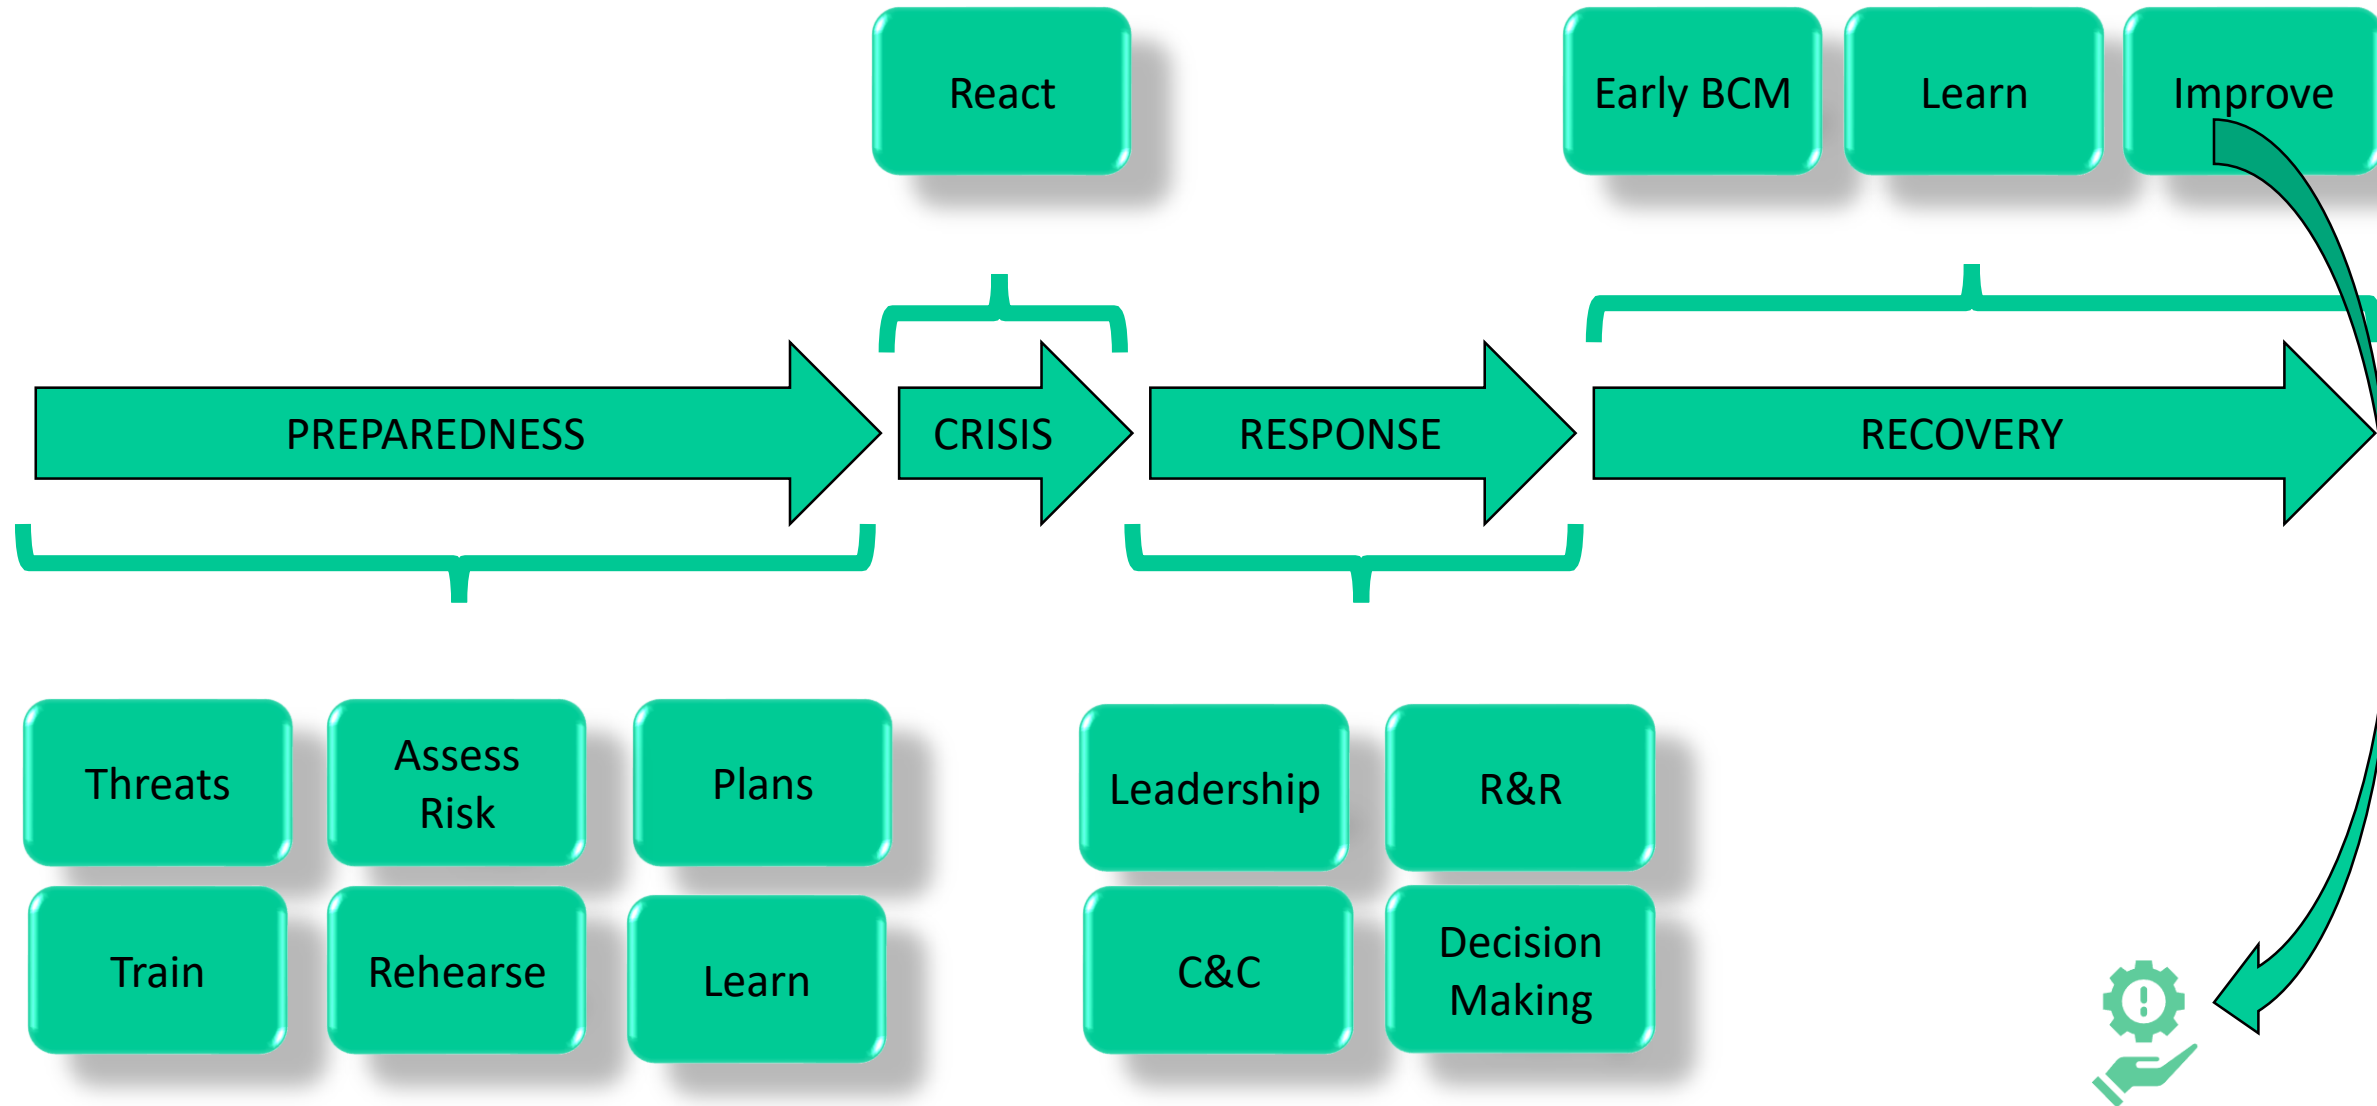 React
Early BCM
Learn
Improve
PREPAREDNESS
CRISIS
RESPONSE
RECOVERY
Threats
Assess
Risk
Plans
Train
Rehearse
Learn
Leadership
R&R
C&C
Decision
Making